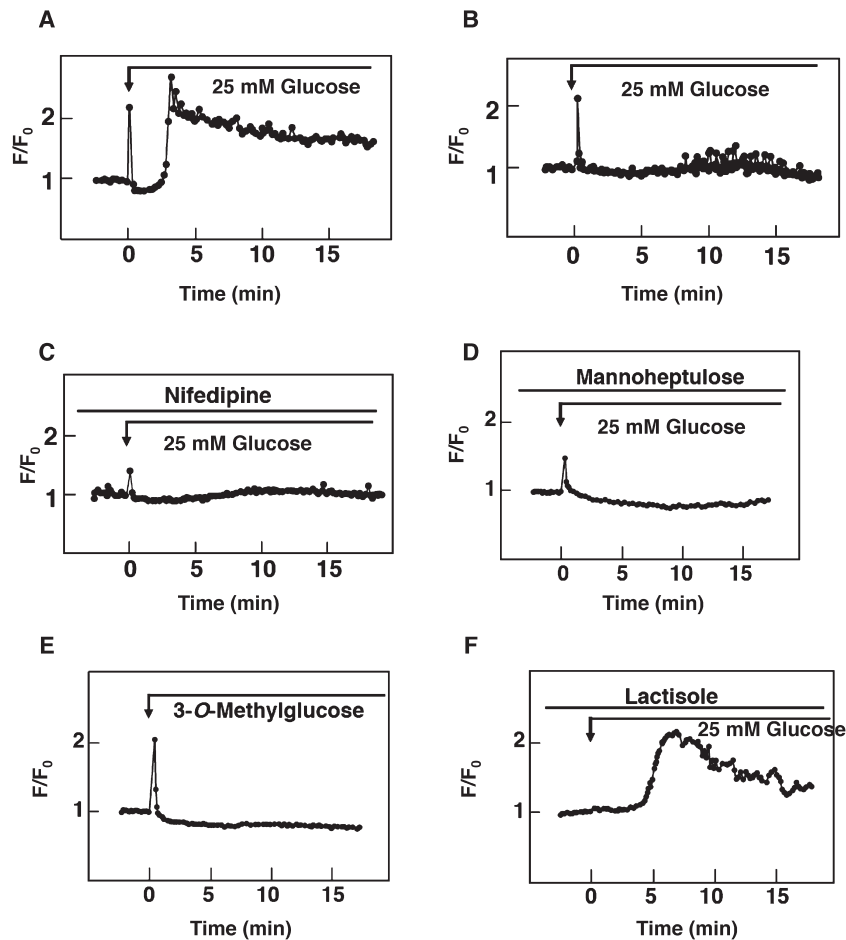 A
25 mM Glucose
2
1
F/F0
0 5 10 15
Time (min)
B
25 mM Glucose
2
1
F/F0
0 5 10 15
Time (min)
C
Nifedipine
25 mM Glucose
2
1
F/F0
0 5 10 15
Time (min)
D
Mannoheptulose
25 mM Glucose
2
1
F/F0
0 5 10 15
Time (min)
E
3-O-Methylglucose
2
1
F/F0
0 5 10 15
Time (min)
F
Lactisole
25 mM Glucose
2
1
F/F0
0 5 10 15
Time (min)